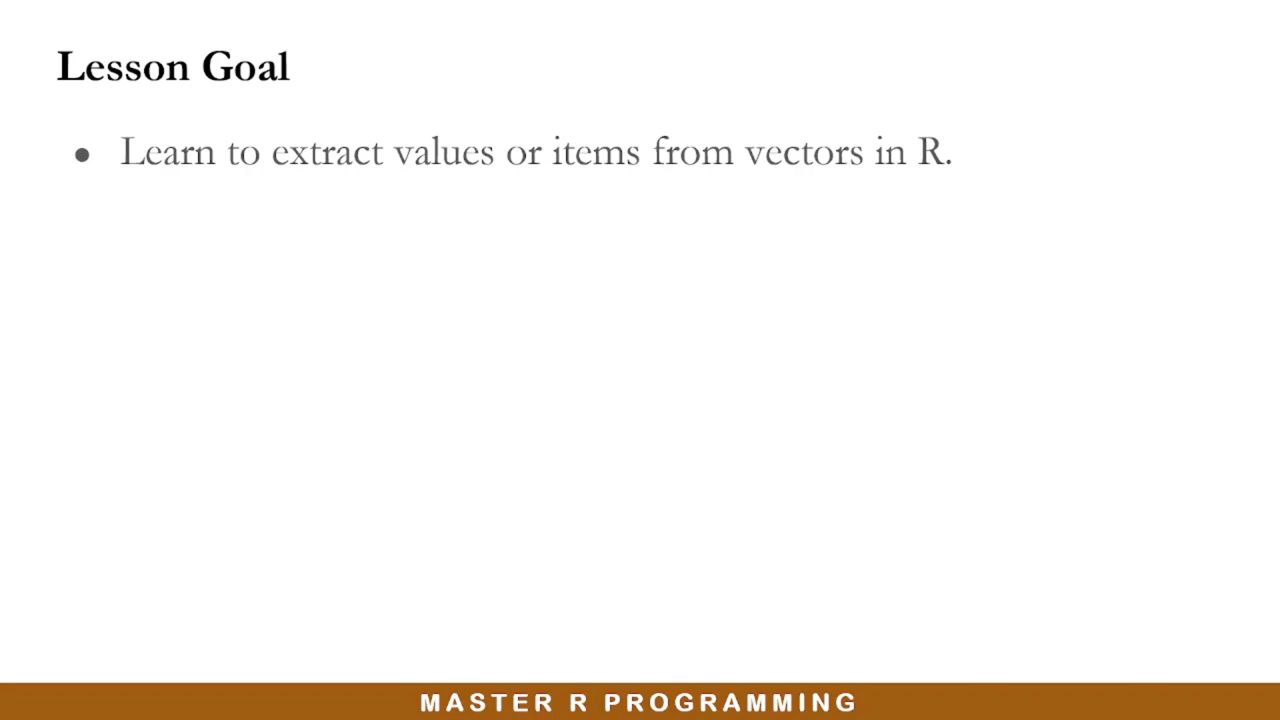 Lesson Goal
● Learn to extract values or items from vectors in R.
MASTER R PROGRAMMING